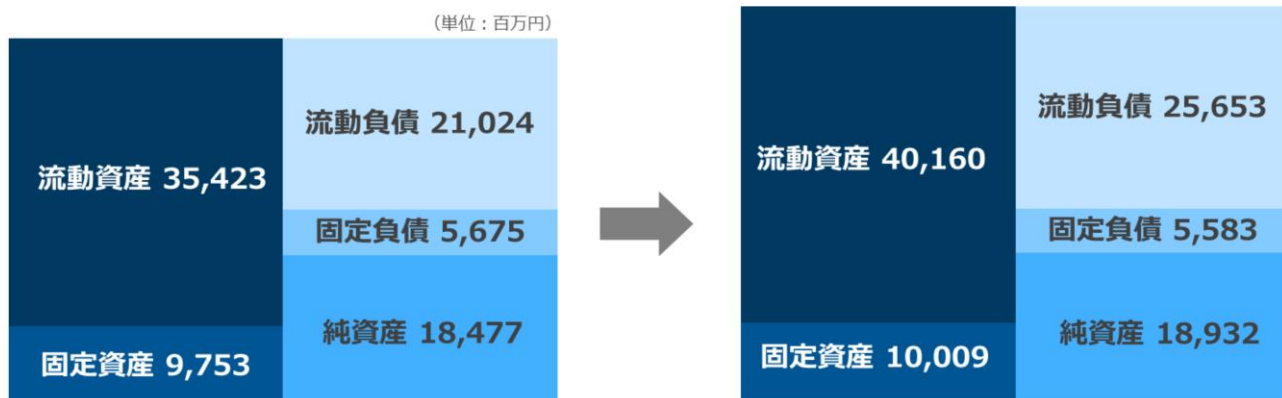 （単位：百万円）
流動資産 35,423
固定資産 9,753
流動負債 21,024
固定負債 5,675
純資産 18,477
流動資産 40,160
固定資産 10,009
流動負債 25,653
固定負債 5,583
純資産 18,932